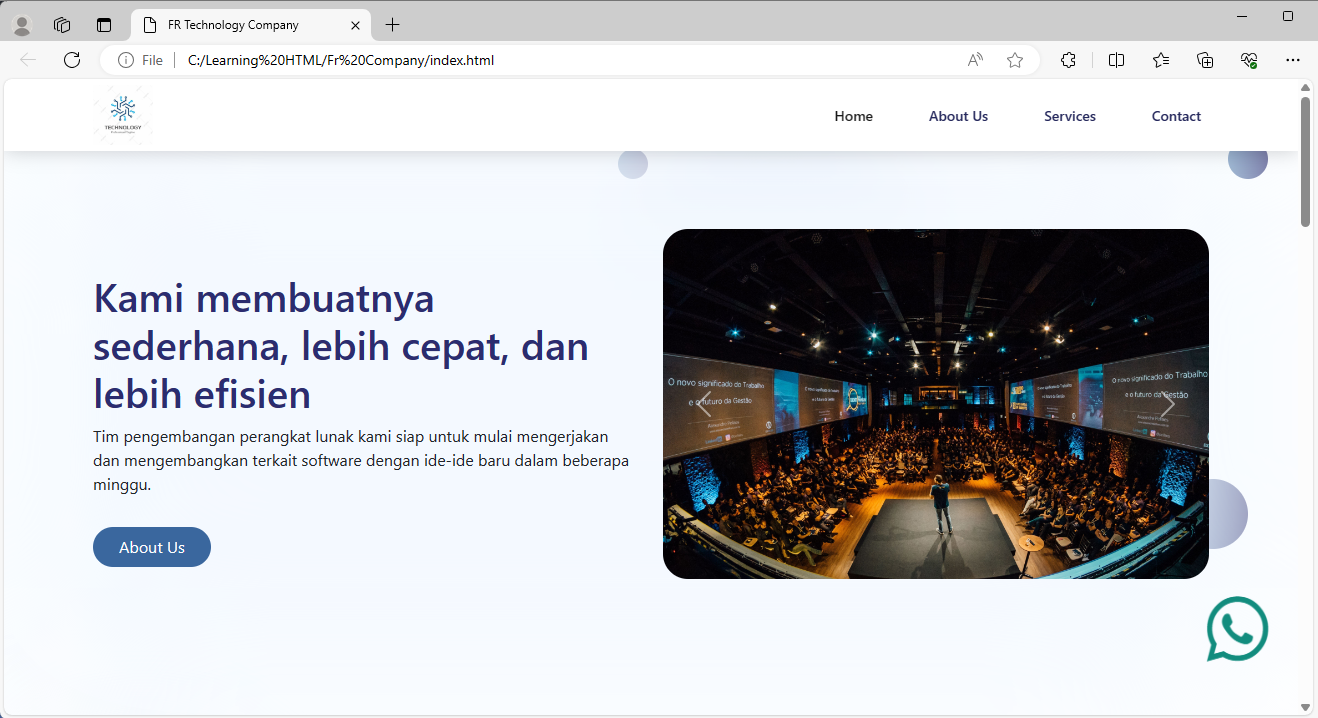 FR Technology Company
File
C:/Learning%20HTML/Fr%20Company/index.html
TECHNOLOGY
Home About Us Services Contact
Kami membuatnya
sederhana, lebih cepat, dan
lebih efisien
Tim pengembangan perangkat lunak kami siap untuk mulai mengerjakan
dan mengembangkan terkait software dengan ide-ide baru dalam beberapa
minggu.
About Us
O novo significado do Trabalho
e o futuro da Gestão
O novo significado do Trabalho
e o futuro da Gestão